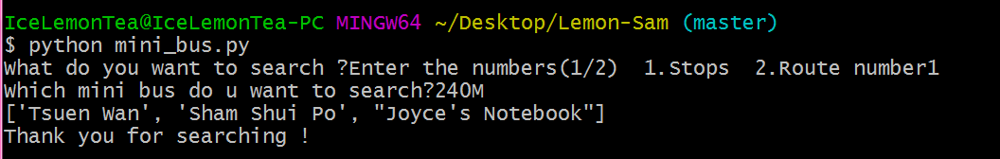 IceLemonTea@IceLemonTea-PC MINGW64 ~/Desktop/Lemon-Sam (master)
$ python mini_bus.py
What do you want to search ?Enter the numbers(1/2)  1.Stops  2.Route number1
Which mini bus do u want to search?240M
['Tsuen Wan', 'Sham Shui Po', "Joyce's Notebook"]
Thank you for searching !